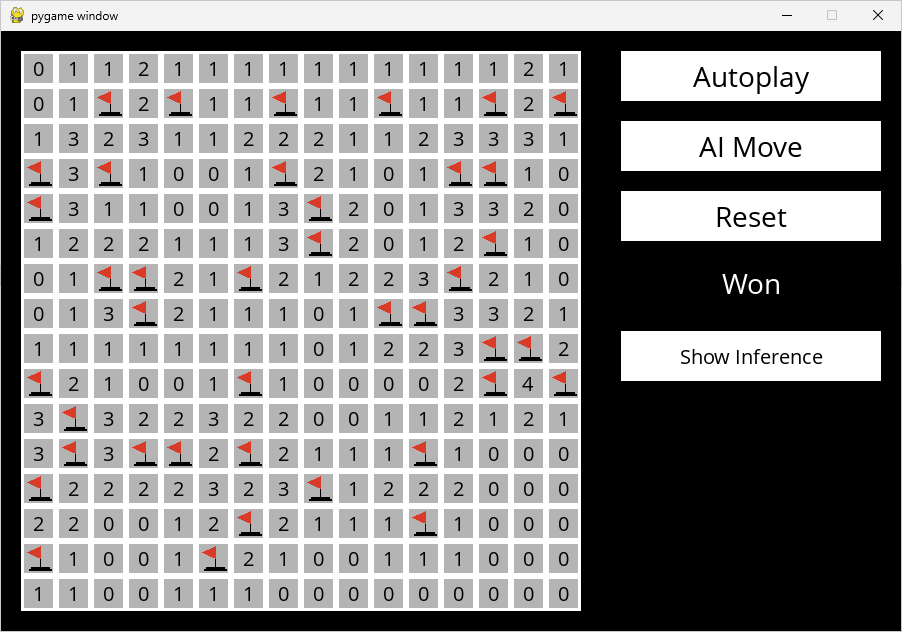 pygame window
0 1 1 2 1 1 1 1 1 1 1 1 1 1 2 1
0 1 2 1 1 1 1 1 1 2
1 3 2 3 1 1 2 2 2 1 1 2 3 3 3 1
3 1 0 0 1 2 1 0 1 1 0
3 1 1 0 0 1 3 2 0 1 3 3 2 0
1 2 2 2 1 1 1 3 2 0 1 2 1 0
0 1 2 1 2 1 2 2 3 2 1 0
0 1 3 2 1 1 1 0 1 3 3 2 1
1 1 1 1 1 1 1 1 0 1 2 2 3 2
2 1 0 0 1 1 0 0 0 0 2 4
3 3 2 2 3 2 2 0 0 1 1 2 1 2 1
3 3 2 2 1 1 1 1 0 0 0
2 2 2 2 3 2 3 1 2 2 2 0 0 0
2 2 0 0 1 2 2 1 1 1 1 0 0 0
1 0 0 1 2 1 0 0 1 1 1 0 0 0
1 1 0 0 1 1 1 0 0 0 0 0 0 0 0 0
Autoplay
AI Move
Reset
Won
Show Inference